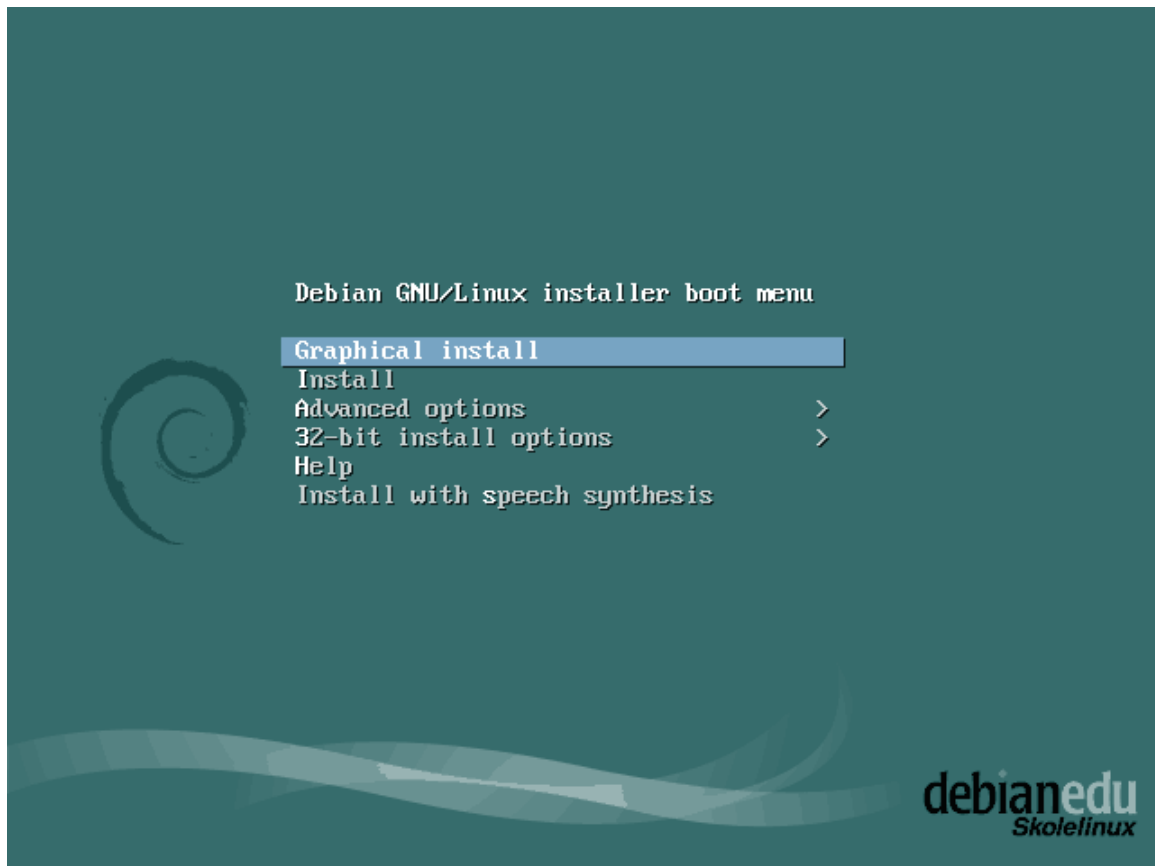 Debian GNU/Linux installer boot menu
Graphical install
Install
Advanced options >
32-bit install options >
Help
Install with speech synthesis
debianedu
Skolelinux